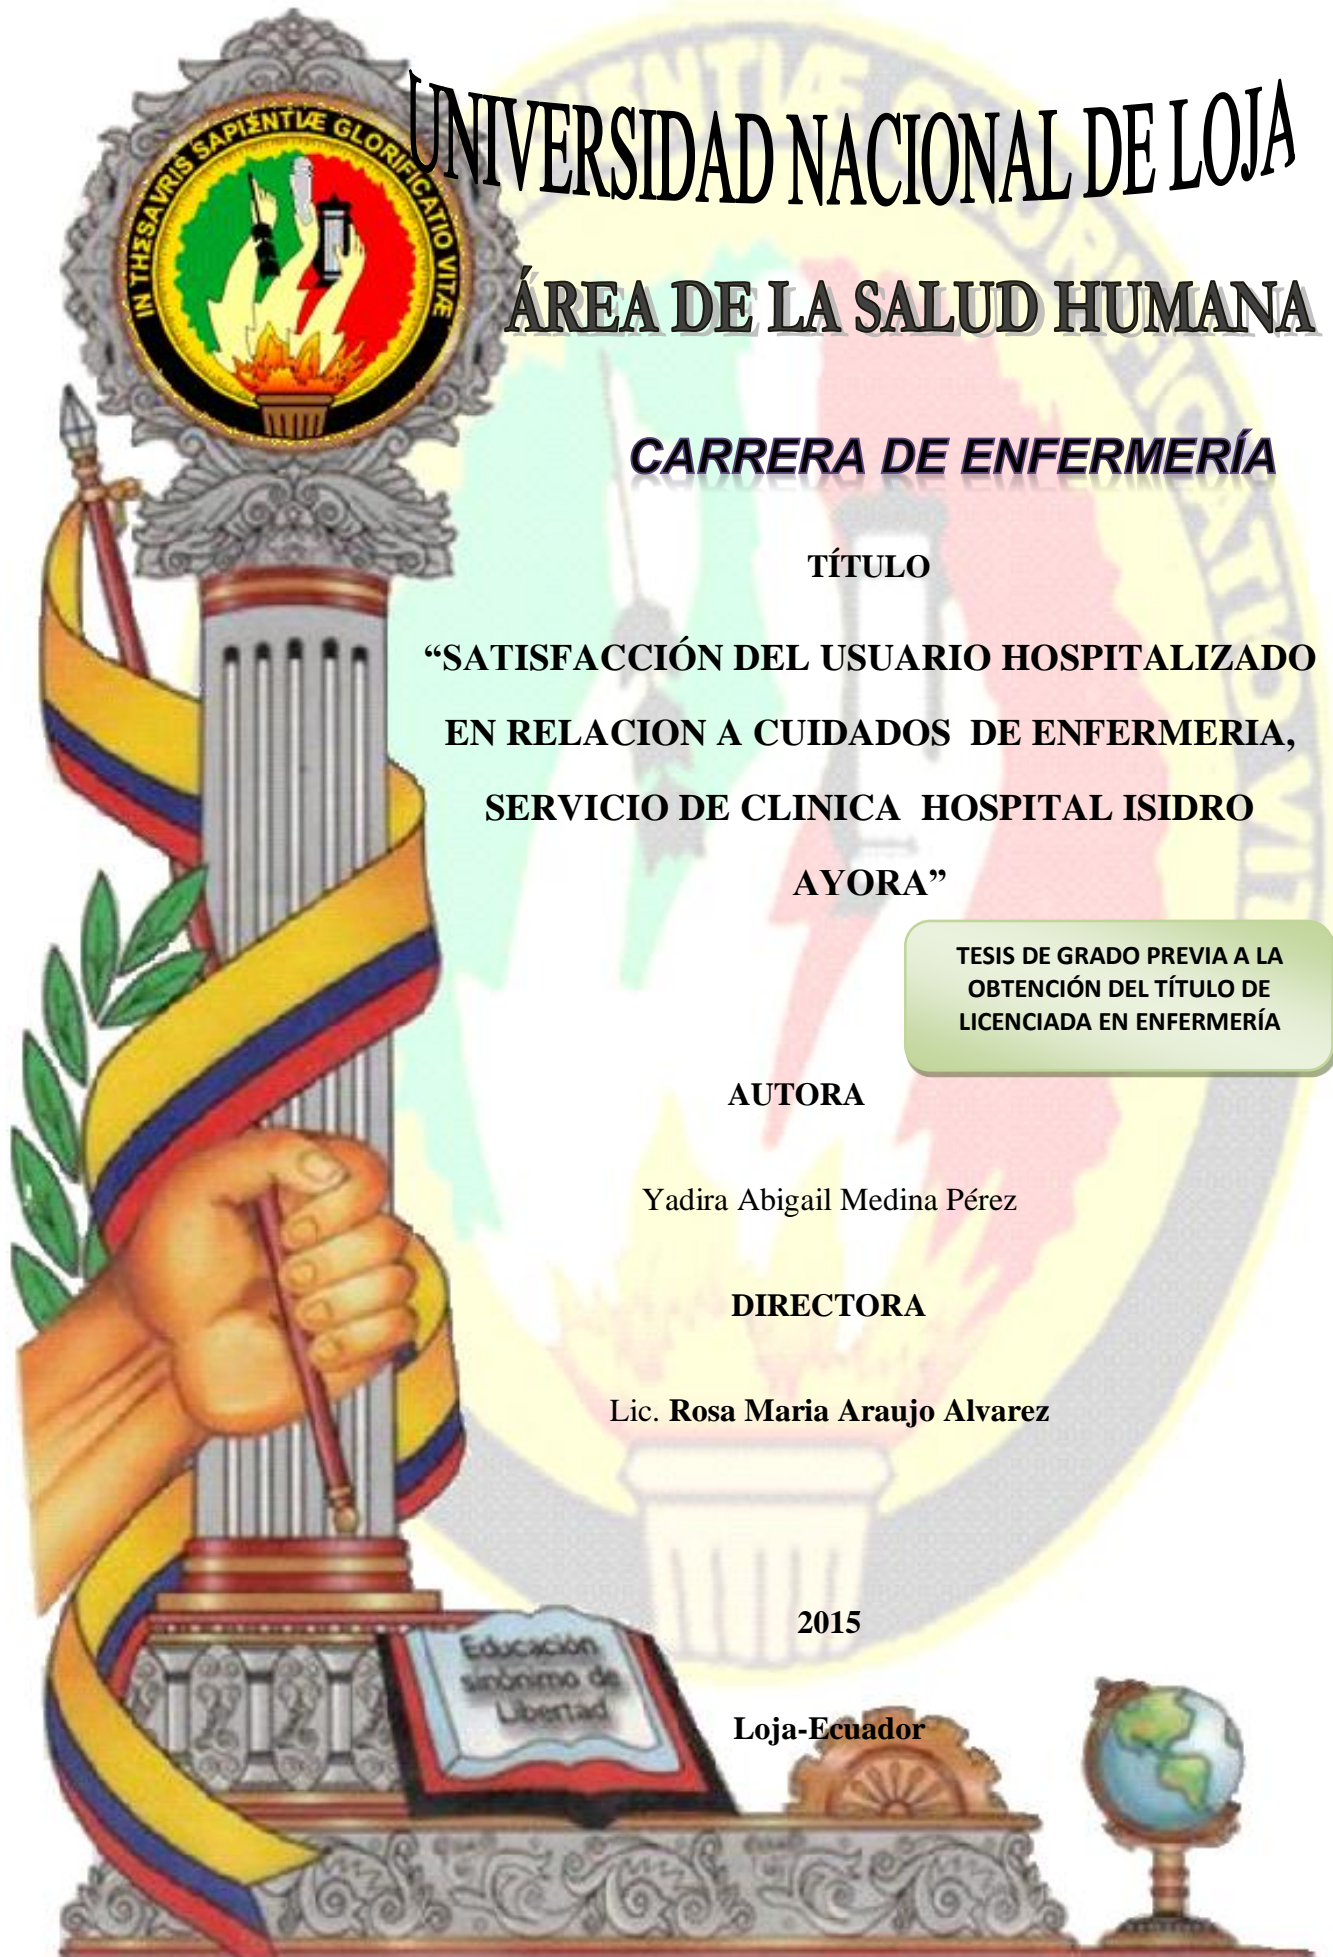 UNIVERSIDAD NACIONAL DE LOJA
IN THΣSAVRIS SAPIΣNTIÆ GLORIFICATIO VITÆ
ÁREA DE LA SALUD HUMANA
CARRERA DE ENFERMERÍA
TÍTULO
“SATISFACCIÓN DEL USUARIO HOSPITALIZADO
EN RELACION A CUIDADOS DE ENFERMERIA,
SERVICIO DE CLINICA HOSPITAL ISIDRO
AYORA”
TESIS DE GRADO PREVIA A LA
OBTENCIÓN DEL TÍTULO DE
LICENCIADA EN ENFERMERÍA
AUTORA
Yadira Abigail Medina Pérez
DIRECTORA
Lic. Rosa Maria Araujo Alvarez
2015
Educación
sinónimo de
Libertad
Loja-Ecuador